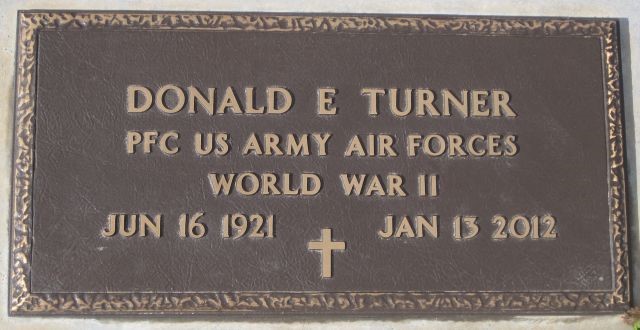 DONALD E TURNER
PFC US ARMY AIR FORCES
WORLD WAR II
JUN 16 1921 JAN 13 2012